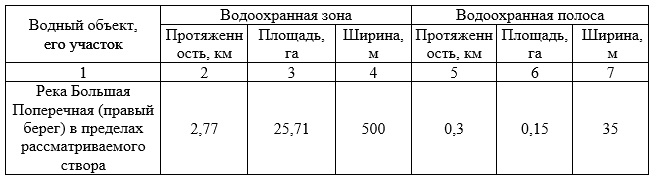 Водный объект, его участок
Водоохранная зона
Водоохранная полоса
Протяженн ость, км
Площадь, га
Ширина, м
Протяженн ость, км
Площадь, га
Ширина, м
1 2 3 4 5 6 7
Река Большая
Поперечная (правый
берег) в пределах
рассматриваемого
створа
2,77 25,71 500 0,3 0,15 35